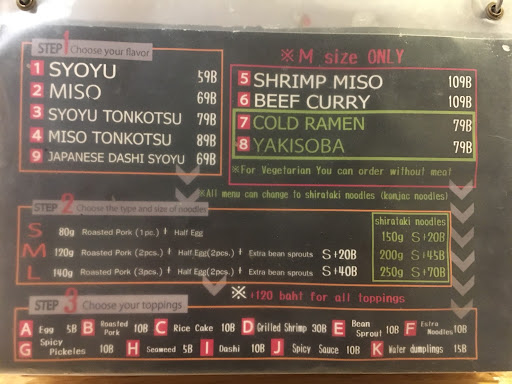 STEP 1 Choose your flavor
1 SYOYU 59B
2 MISO 69B
3 SYOYU TONKOTSU 79B
4 MISO TONKOTSU 89B
9 JAPANESE DASHI SYOYU 69B
※M size ONLY
5 SHRIMP MISO 109B
6 BEEF CURRY 109B
7 COLD RAMEN 79B
8 YAKISOBA 79B
※For Vegetarian You can order without meat
※All menu can change to shirataki noodles (konjac noodles)
STEP 2 Choose the type and size of noodles
S 80g Roasted Pork (1pc.) + Half Egg
M 120g Roasted Pork (2pcs.) + Half Egg(2pcs.) + Extra bean sprouts S+20B
L 140g Roasted Pork (3pcs.) + Half Egg(2pcs.) + Extra bean sprouts S+40B
shirataki noodles
150g S+20B
200g S+45B
250g S+70B
STEP 3 Choose your toppings
※+120 baht for all toppings
A Egg 5B B Roasted Pork 10B C Rice Cake 10B D Grilled Shrimp 30B E Bean Sprout 10B F Extra Noodles 10B
G Spicy Pickeles 10B H Seaweed 5B I Dashi 10B J Spicy Sauce 10B K Water dumplings 15B